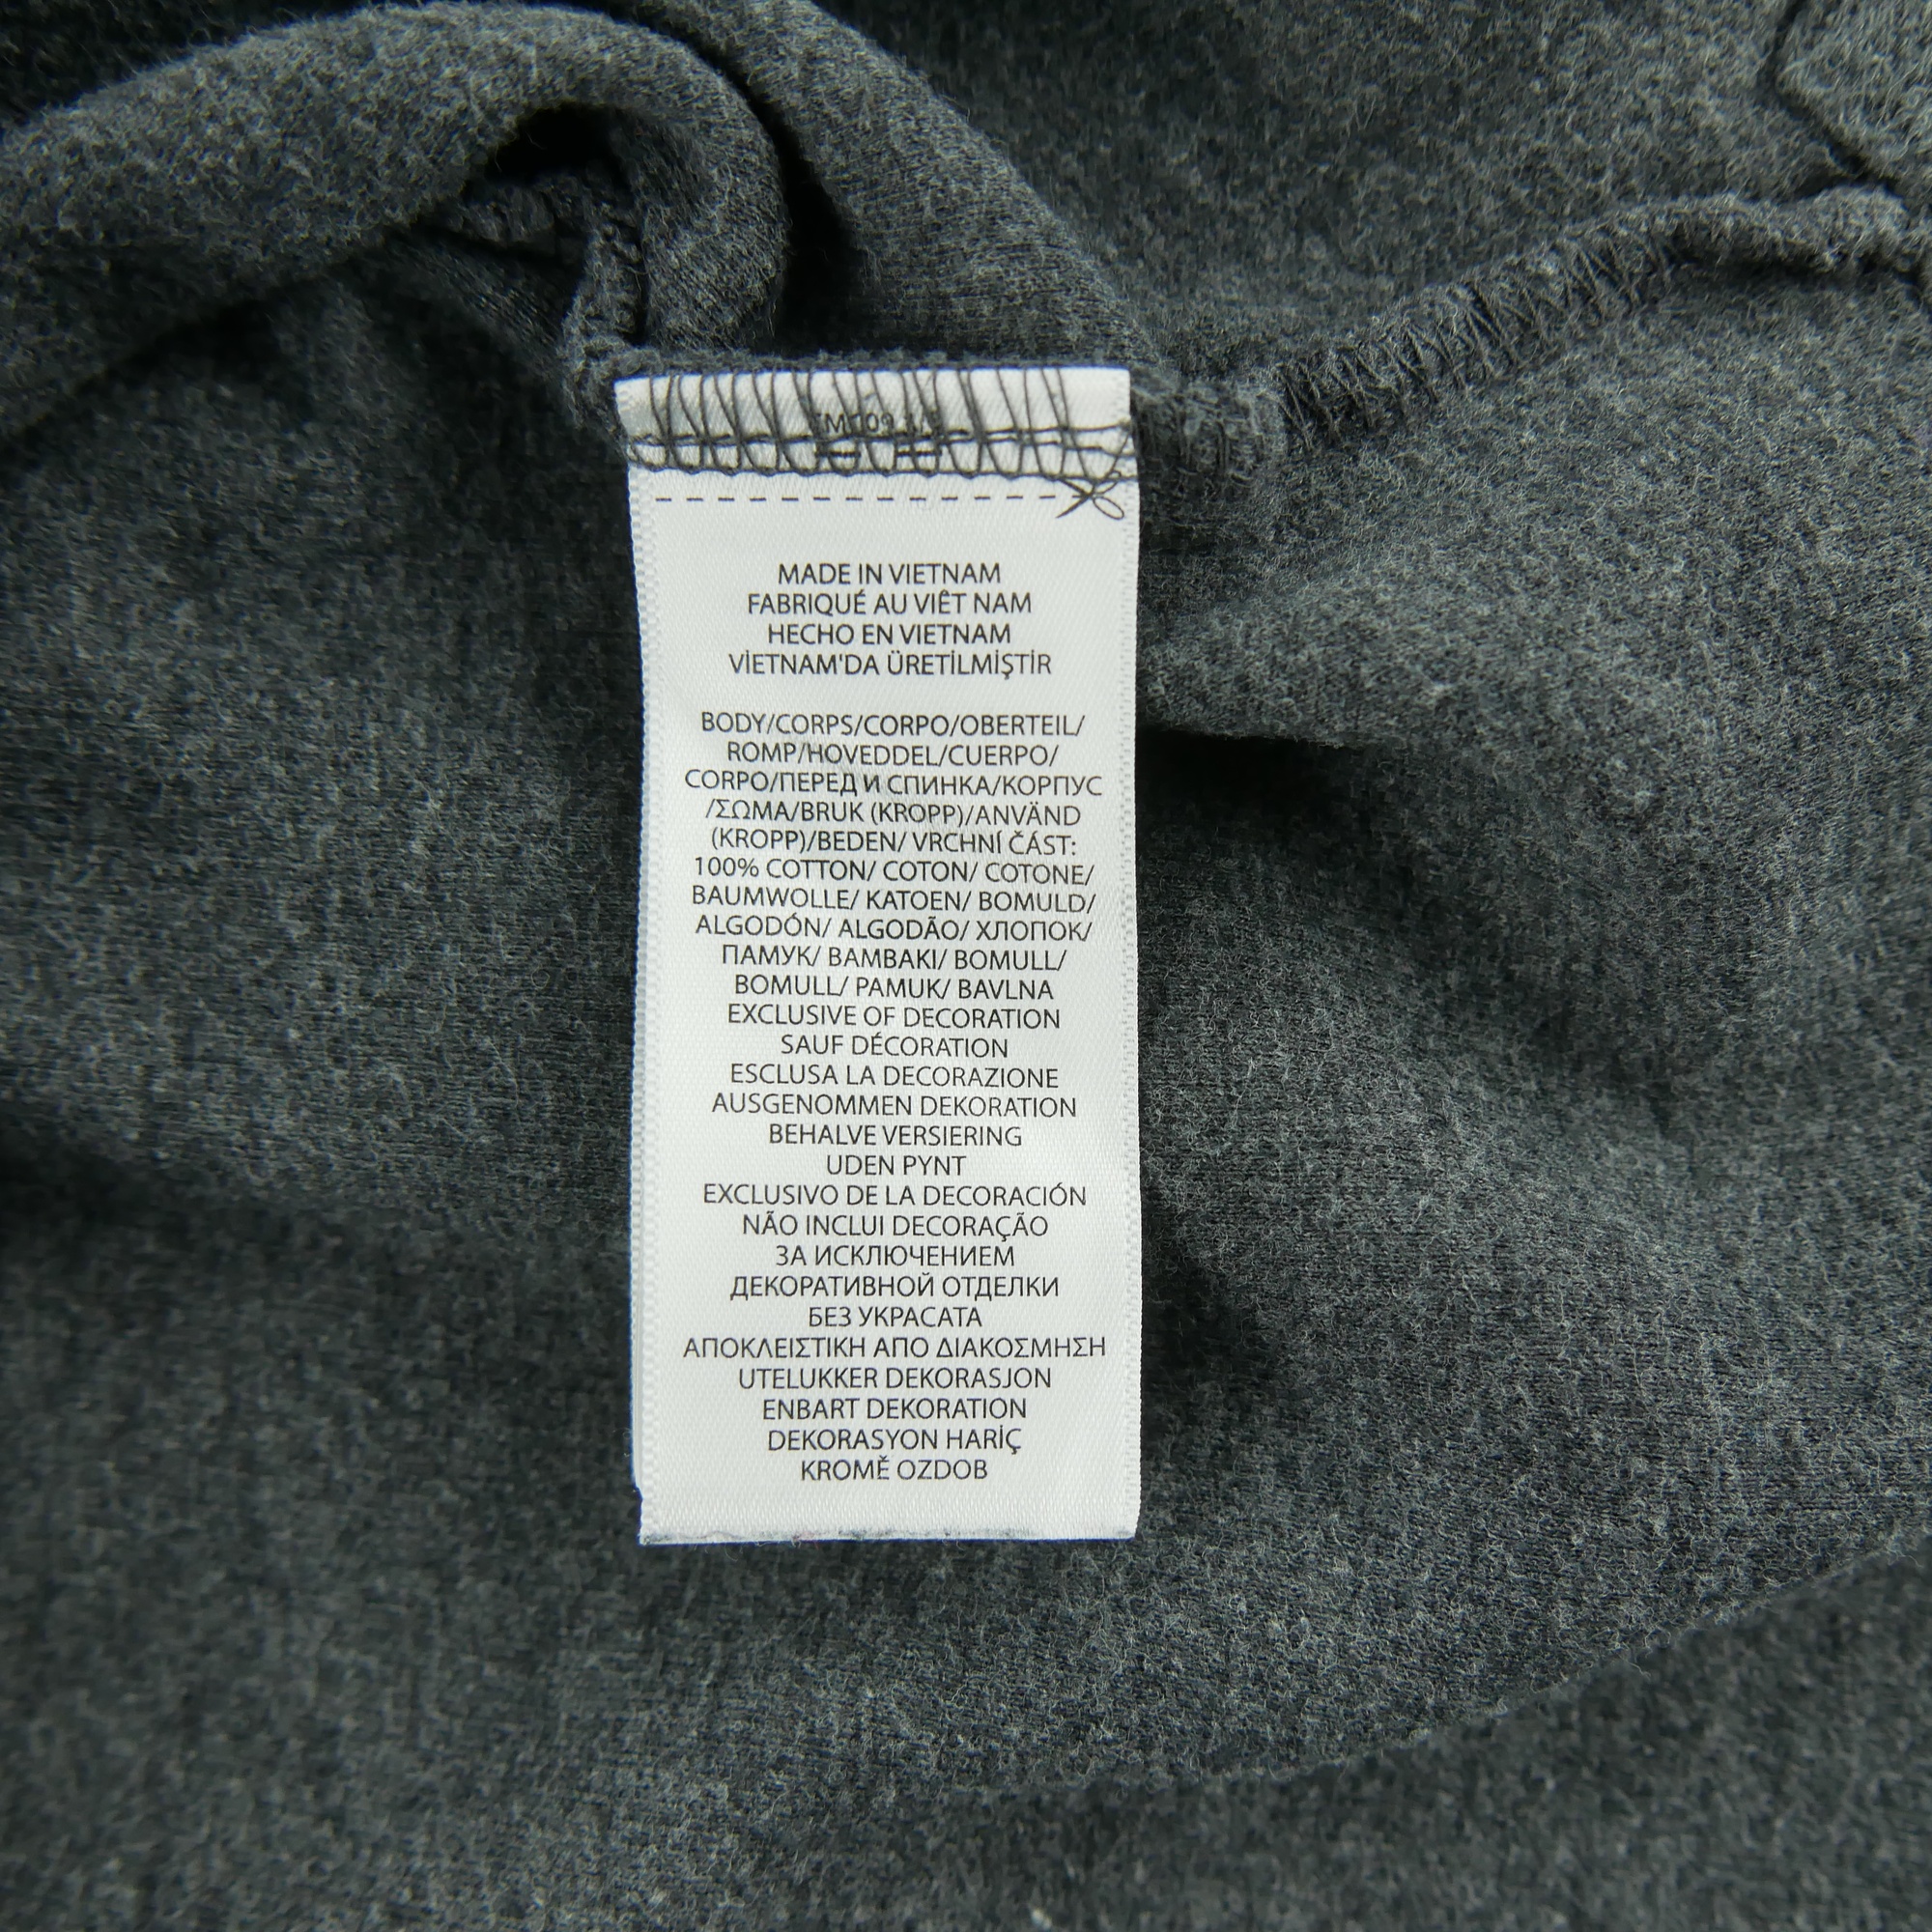 MADE IN VIETNAM
FABRIQUÉ AU VIÊT NAM
HECHO EN VIETNAM
VİETNAM'DA ÜRETİLMİŞTİR
BODY/CORPS/CORPO/OBERTEIL/
ROMP/HOVEDDEL/CUERPO/
CORPO/ПЕРЕД И СПИНКА/КОРПУС
/ΣΩΜΑ/BRUK (KROPP)/ANVÄND
(KROPP)/BEDEN/ VRCHNÍ ČÁST:
100% COTTON/ COTON/ COTONE/
BAUMWOLLE/ KATOEN/ BOMULD/
ALGODÓN/ ALGODÃO/ ХЛОПОК/
ПАМУК/ BAMBAKI/ BOMULL/
BOMULL/ PAMUK/ BAVLNA
EXCLUSIVE OF DECORATION
SAUF DÉCORATION
ESCLUSA LA DECORAZIONE
AUSGENOMMEN DEKORATION
BEHALVE VERSIERING
UDEN PYNT
EXCLUSIVO DE LA DECORACIÓN
NÃO INCLUI DECORAÇÃO
ЗА ИСКЛЮЧЕНИЕМ
ДЕКОРАТИВНОЙ ОТДЕЛКИ
БЕЗ УКРАСАТА
ΑΠΟΚΛΕΙΣΤΙΚΗ ΑΠΟ ΔΙΑΚΟΣΜΗΣΗ
UTELUKKER DEKORASJON
ENBART DEKORATION
DEKORASYON HARİÇ
KROMĚ OZDOB